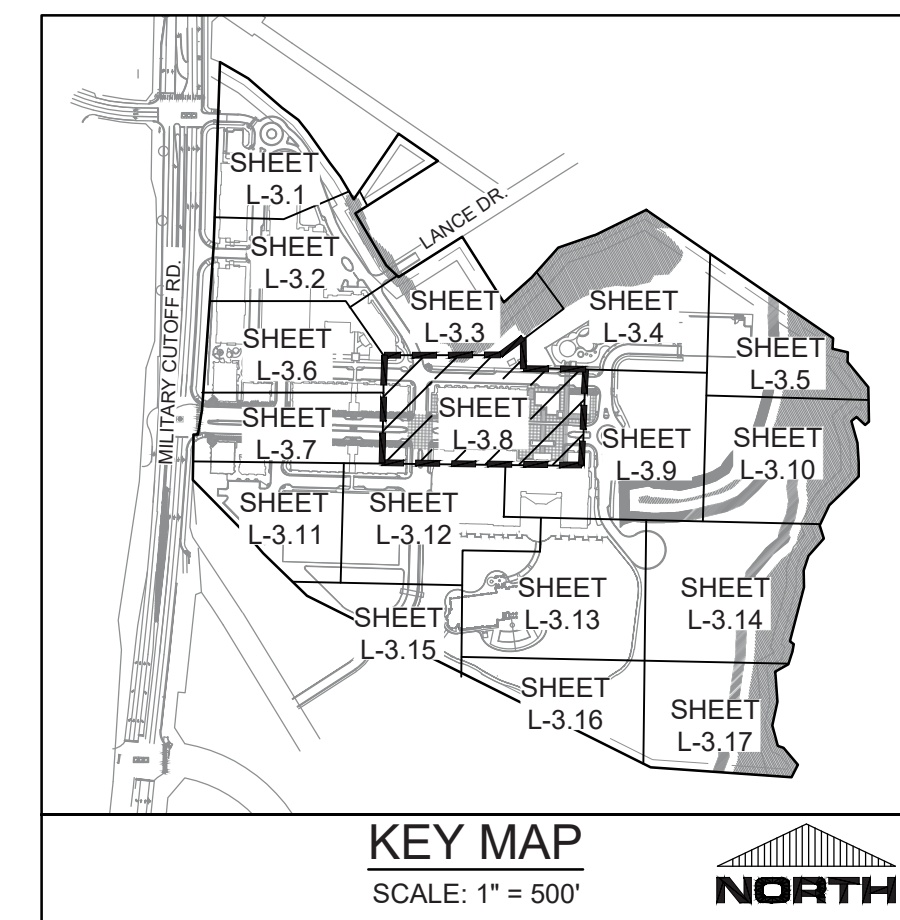 SHEET
L-3.1
LANCE DR.
SHEET
L-3.2
MILITARY CUTOFF RD.
SHEET
L-3.3
SHEET
L-3.4
SHEET
L-3.5
SHEET
L-3.6
SHEET
L-3.7
SHEET
L-3.8
SHEET
L-3.9
SHEET
L-3.10
SHEET
L-3.11
SHEET
L-3.12
SHEET
L-3.13
SHEET
L-3.14
SHEET
L-3.15
SHEET
L-3.16
SHEET
L-3.17
KEY MAP
SCALE: 1" = 500'
NORTH